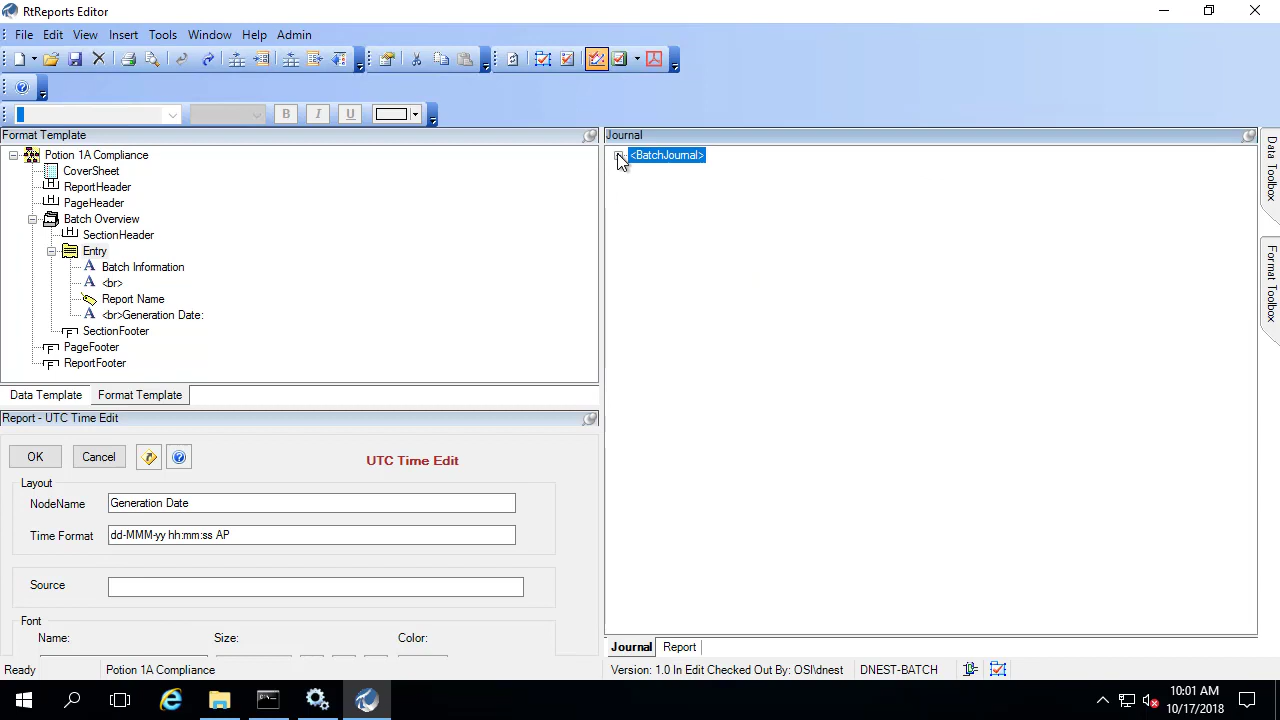 RtReports Editor
File Edit View Insert Tools Window Help Admin
B I U
Format Template
Potion 1A Compliance
CoverSheet
ReportHeader
PageHeader
Batch Overview
SectionHeader
Entry
A Batch Information
A <br>
Report Name
A <br>Generation Date:
SectionFooter
PageFooter
ReportFooter
Data Template Format Template
Journal
<BatchJournal>
Data Toolbox
Format Toolbox
Report - UTC Time Edit
OK Cancel
UTC Time Edit
Layout
NodeName Generation Date
Time Format dd-MMM-yy hh:mm:ss AP
Source
Font
Name: Size: Color:
Journal Report
Ready Potion 1A Compliance Version: 1.0 In Edit Checked Out By: OSI\dnest DNEST-BATCH
10:01 AM
10/17/2018